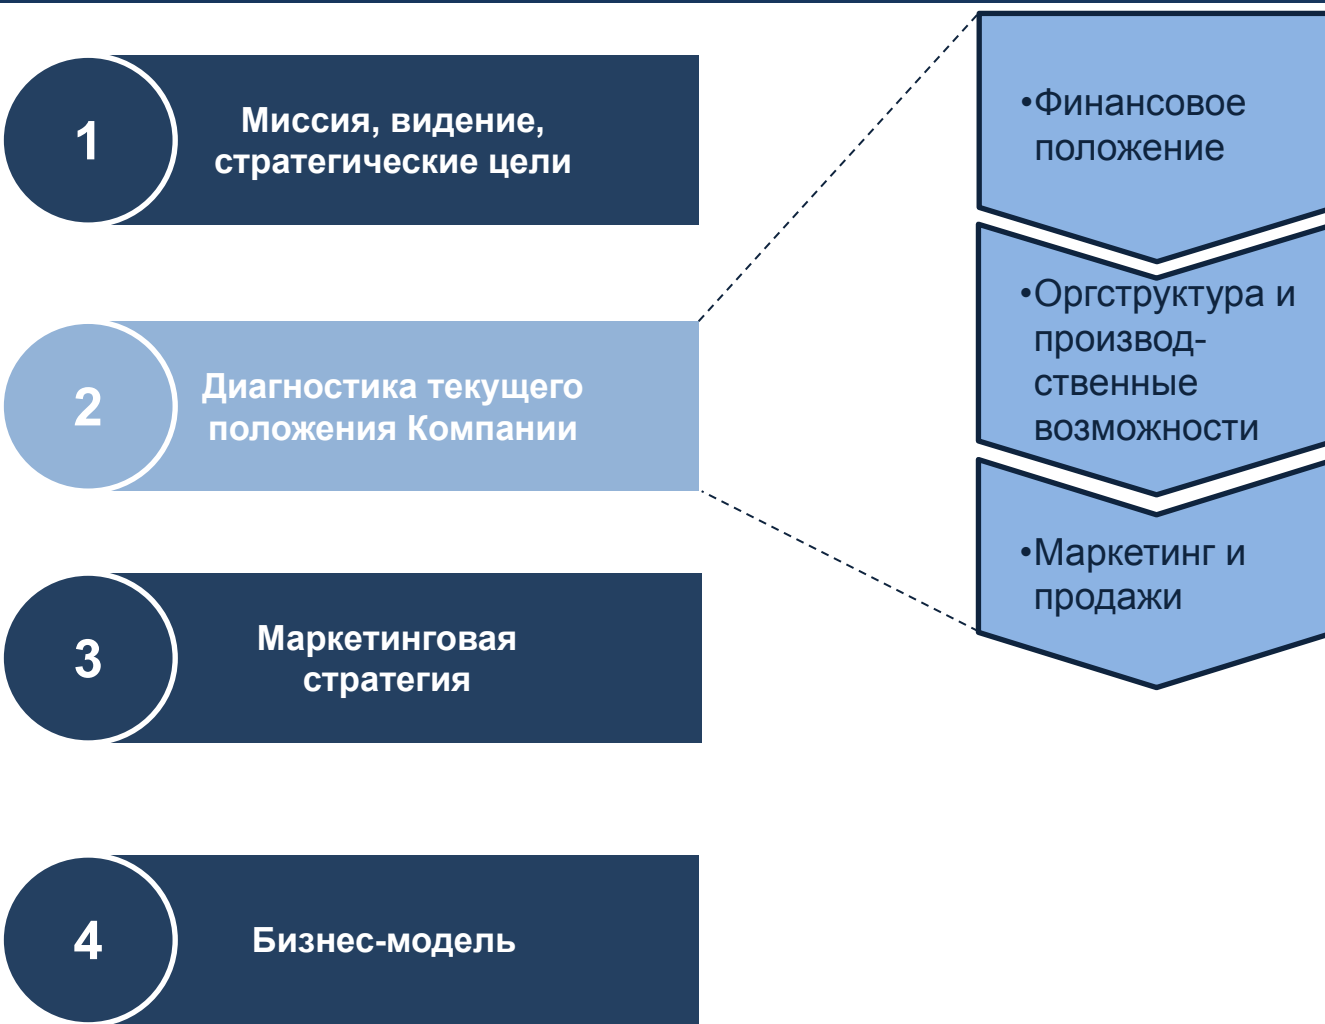 1
Миссия, видение,
стратегические цели
2
Диагностика текущего
положения Компании
3
Маркетинговая
стратегия
4
Бизнес-модель
•Финансовое
положение
•Оргструктура и
производ-
ственные
возможности
•Маркетинг и
продажи